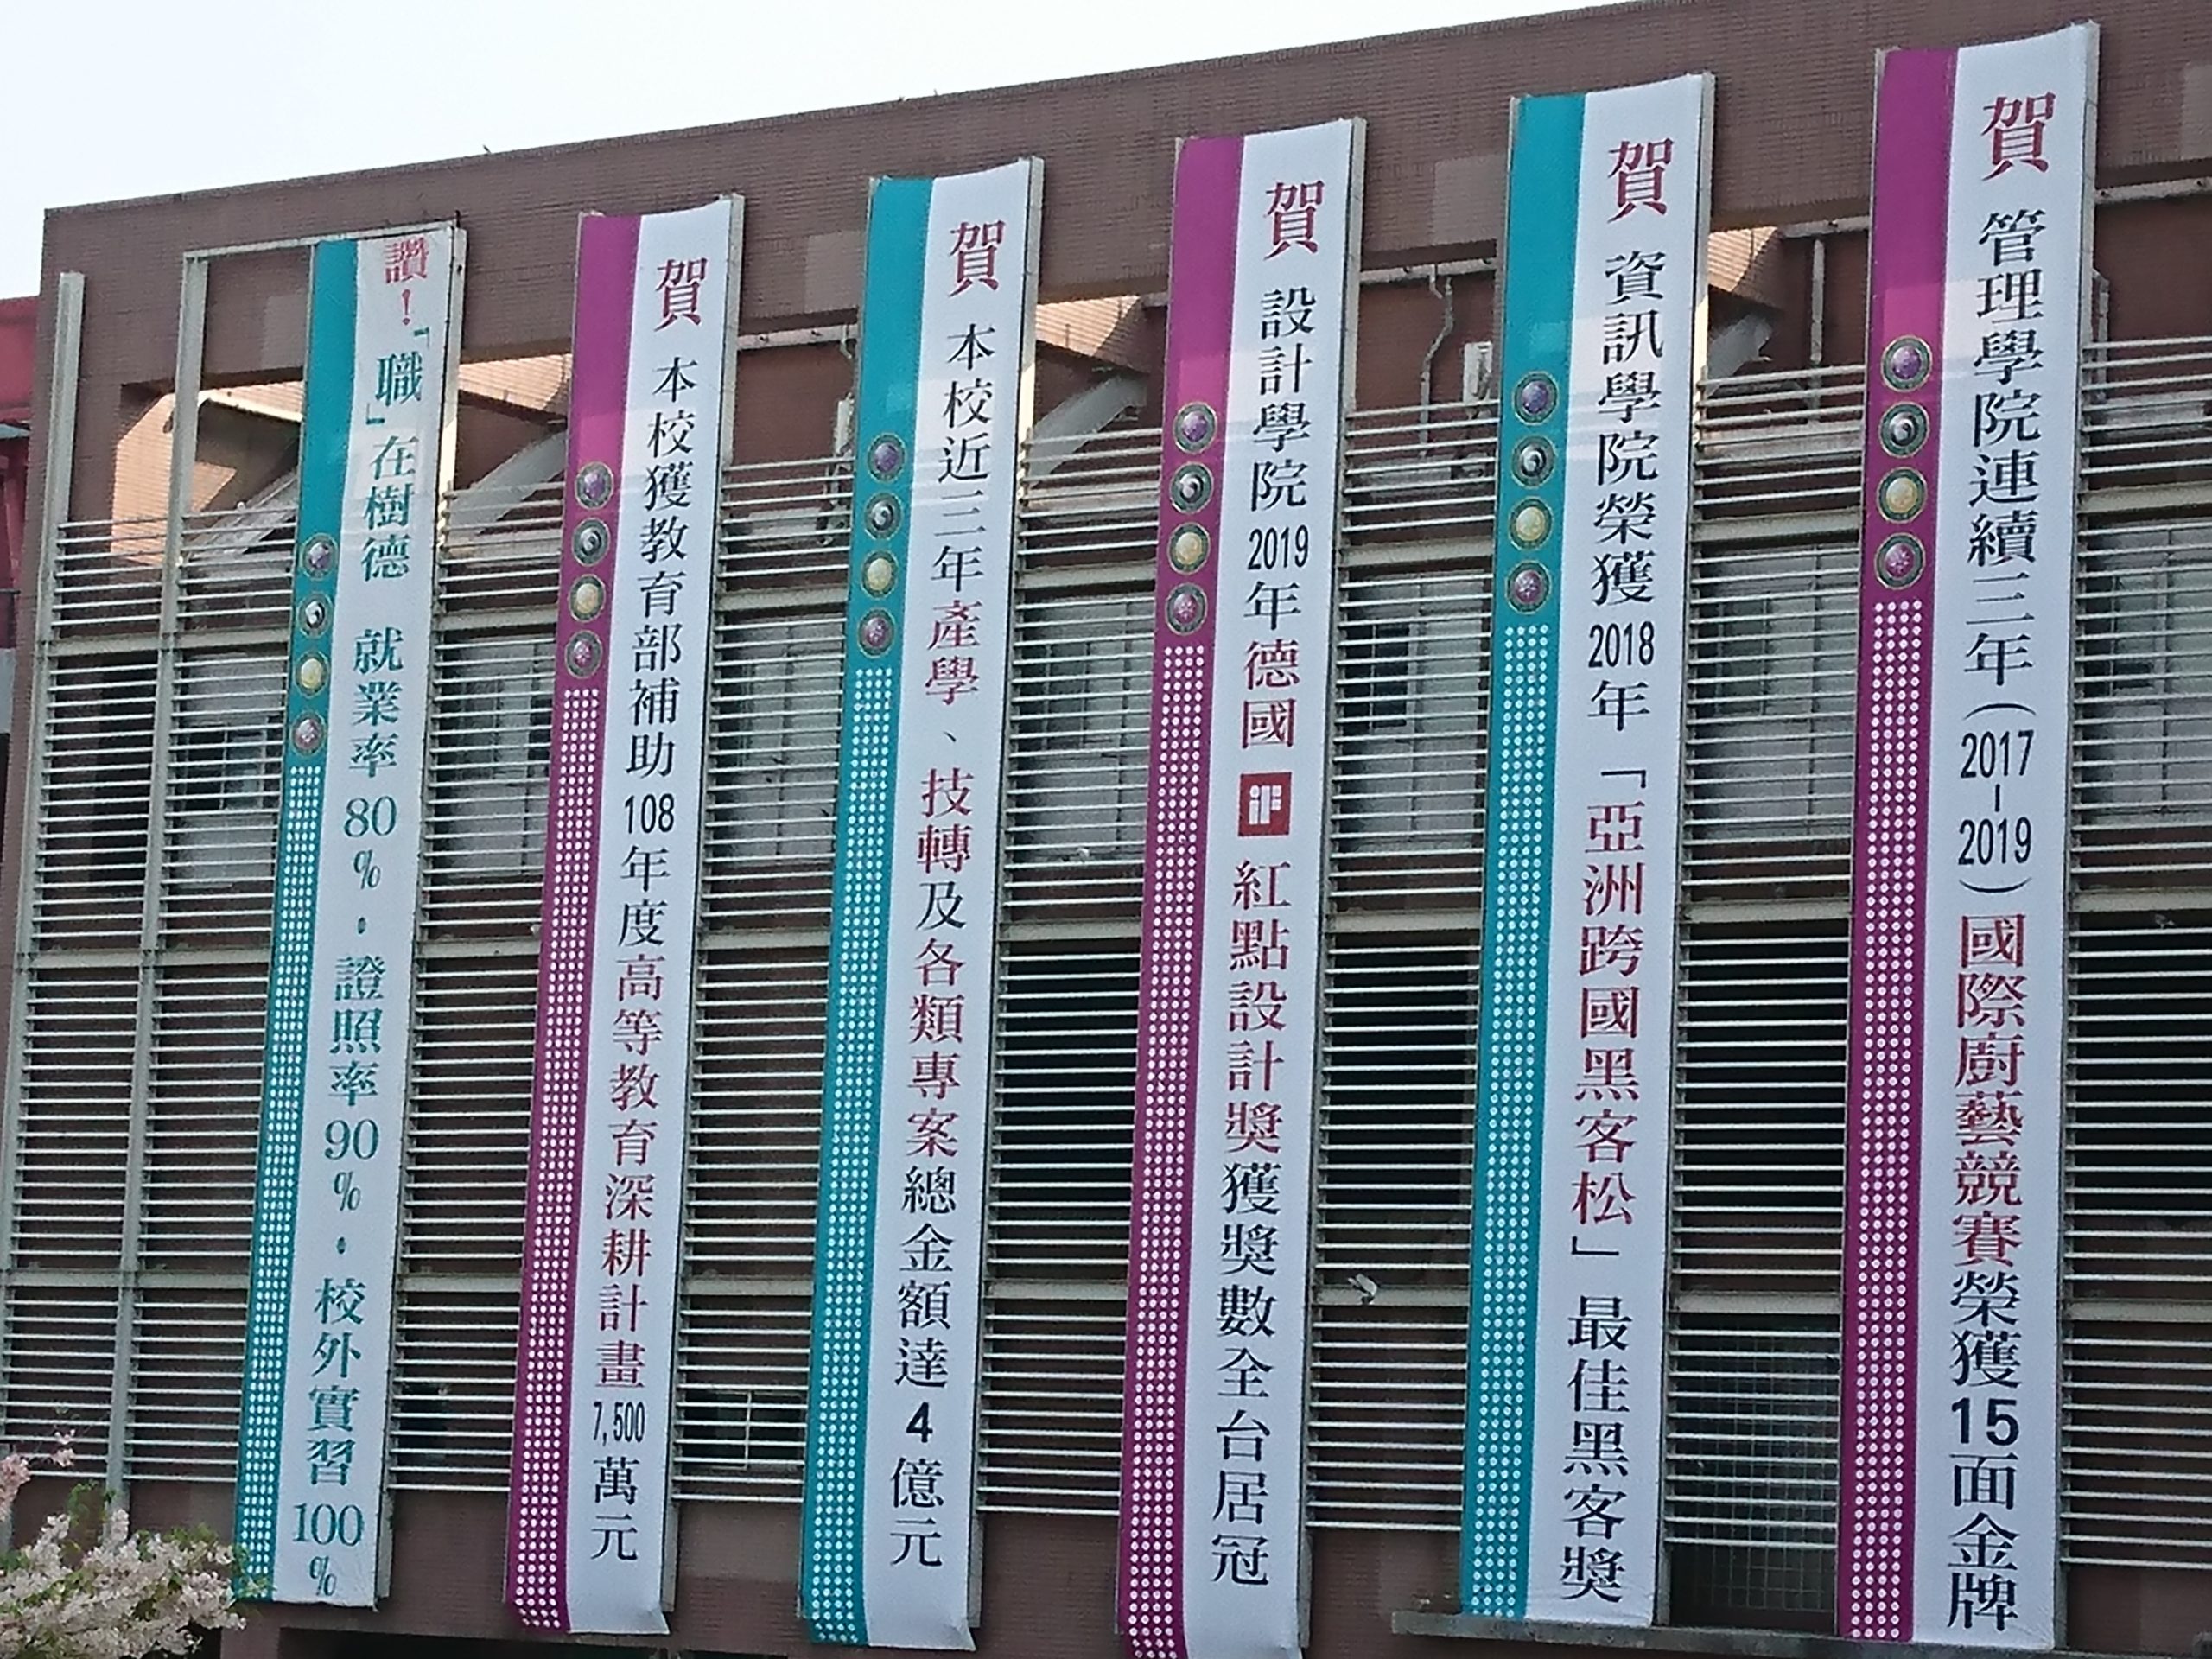 賀 管理學院連續三年（2017-2019）國際廚藝競賽榮獲15面金牌
賀 資訊學院榮獲2018年「亞洲跨國黑客松」最佳黑客獎
賀 設計學院2019年德國 iF 紅點設計獎獲獎數全台居冠
賀 本校近三年產學、技轉及各類專案總金額達4億元
賀 本校獲教育部補助108年度高等教育深耕計畫7,500萬元
讚！「職」在樹德 就業率80%・證照率90%・校外實習100%